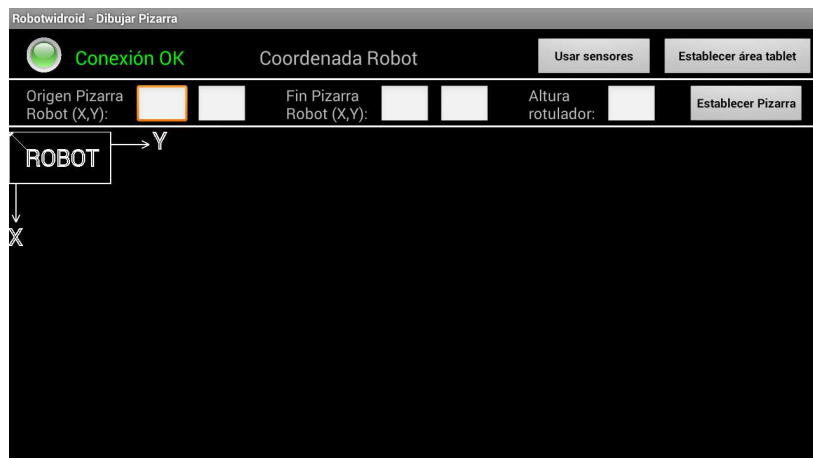 Robotwidroid - Dibujar Pizarra
Conexión OK
Coordenada Robot
Usar sensores
Establecer área tablet
Origen Pizarra
Robot (X,Y):
Fin Pizarra
Robot (X,Y):
Altura
rotulador:
Establecer Pizarra
ROBOT
Y
X